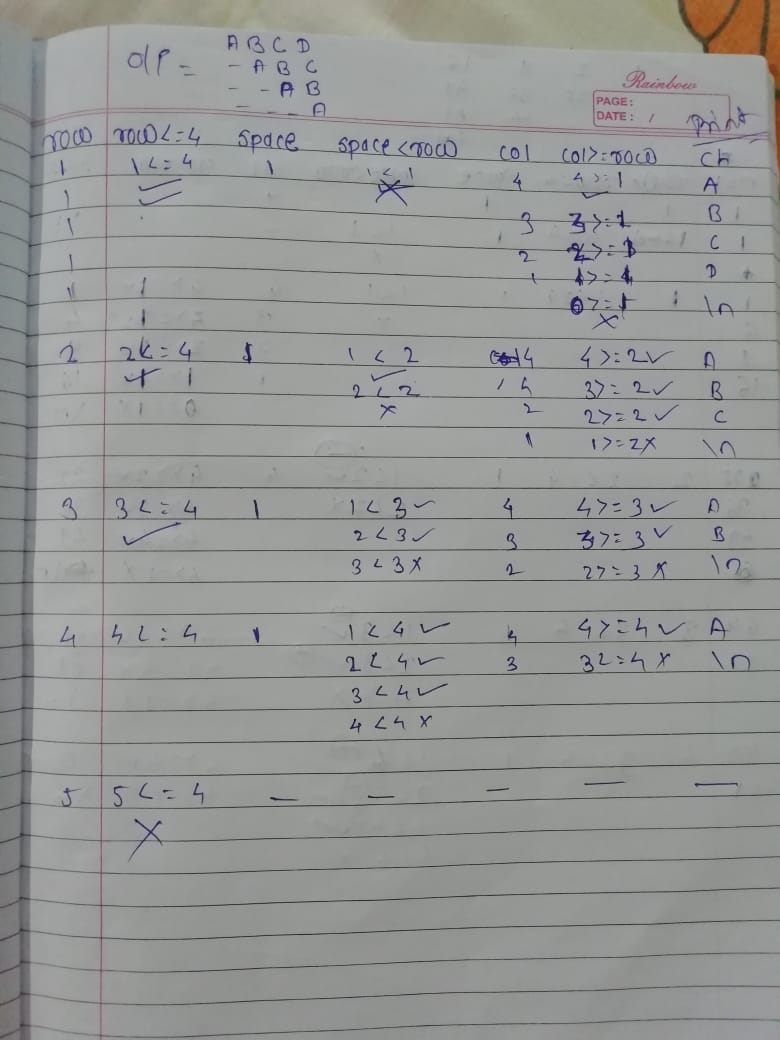 O/P = A B C D
- A B C
- - A B
- - - A
Rainbow
PAGE:
DATE: /
Print
row row<=4 space space<row col col>=row ch
1 1<=4 1 1<1 4 4>=1 A
1 3 3>=1 B
1 2 2>=1 C
1 1 1>=1 D
1 0>=1 \n
2 2<=4 1 1<2 4 4>=2 A
2<2 3>=2 B
2 2>=2 C
1 1>=2 \n
3 3<=4 1 1<3 4 4>=3 A
2<3 3 3>=3 B
3<3 2 2>=3 \n
4 4<=4 1 1<4 4 4>=4 A
2<4 3 3<=4 \n
3<4
4<4
5 5<=4 — — — — —